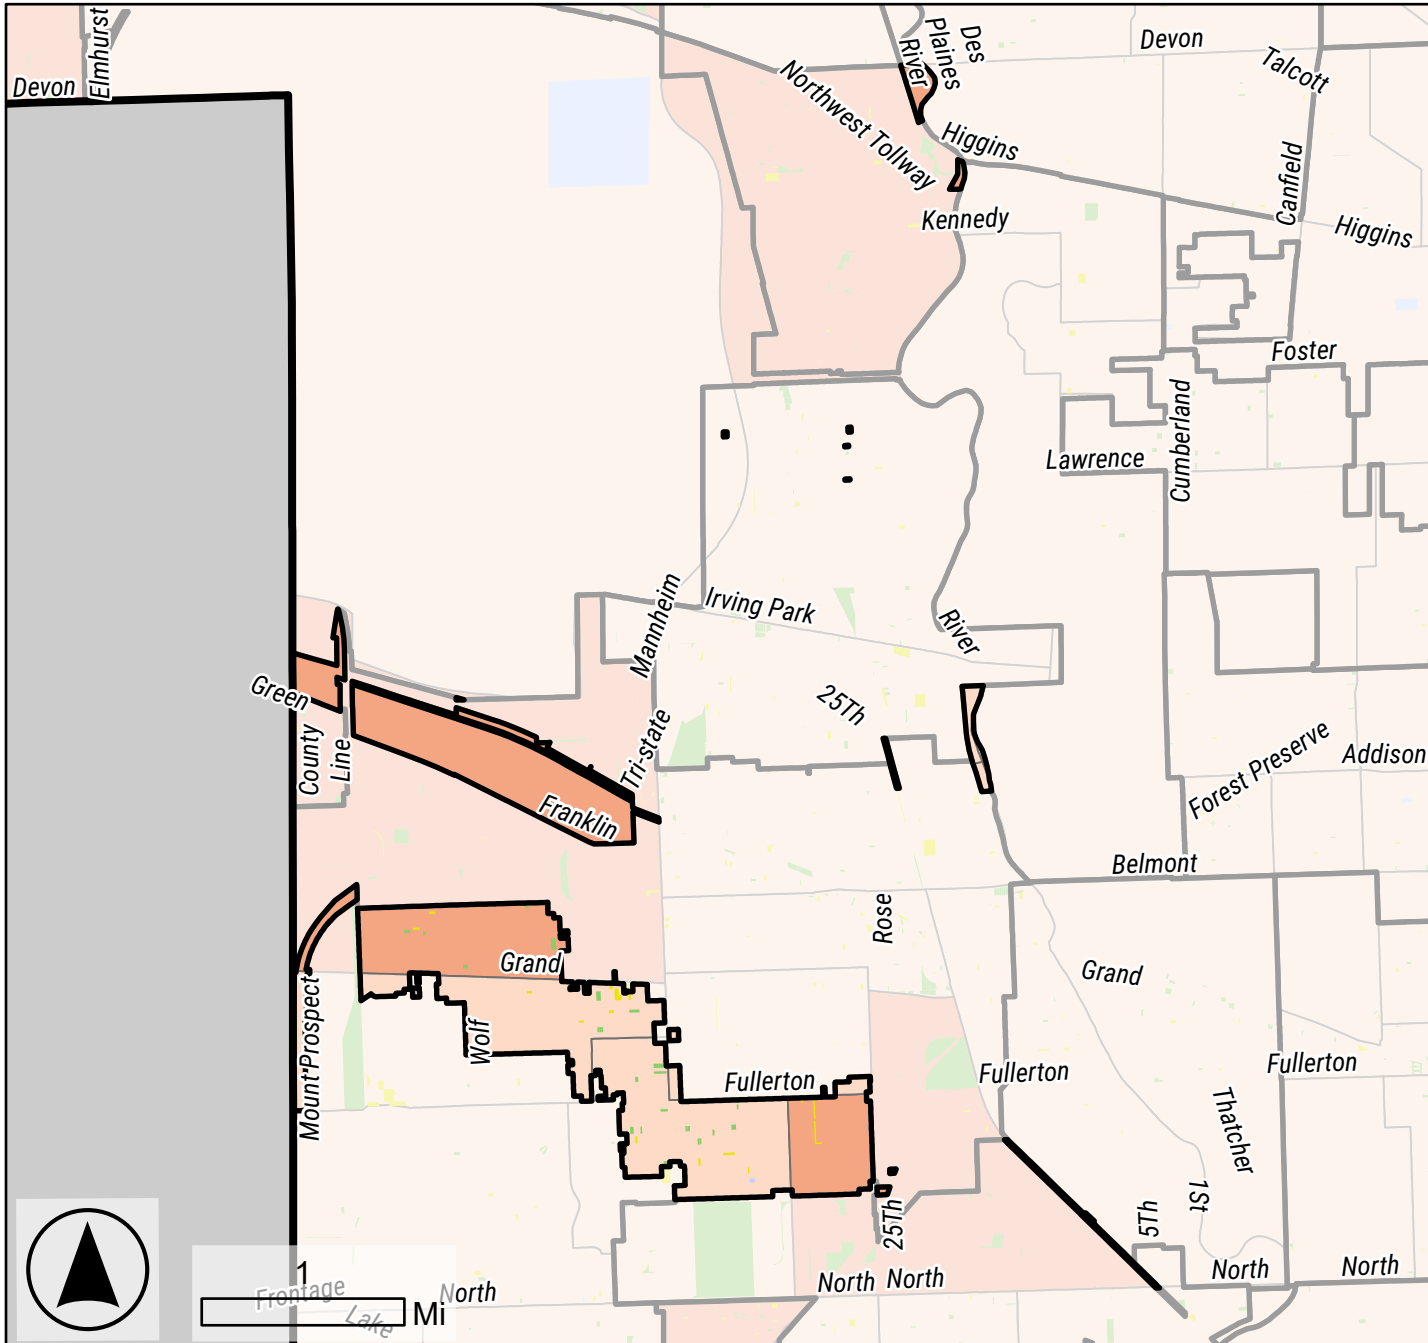 Elmhurst
Devon
Des
Plaines
River
Devon
Talcott
Northwest Tollway
Higgins
Canfield
Kennedy
Higgins
Foster
Cumberland
Lawrence
Mannheim
Irving Park
River
Green
25Th
County
Line
Tri-state
Forest Preserve
Addison
Franklin
Belmont
Rose
Grand
Grand
Mount Prospect
Wolf
Fullerton
Fullerton
Fullerton
Thatcher
1St
5Th
25Th
1
Frontage
North
North
North
North
North
Lake
Mi